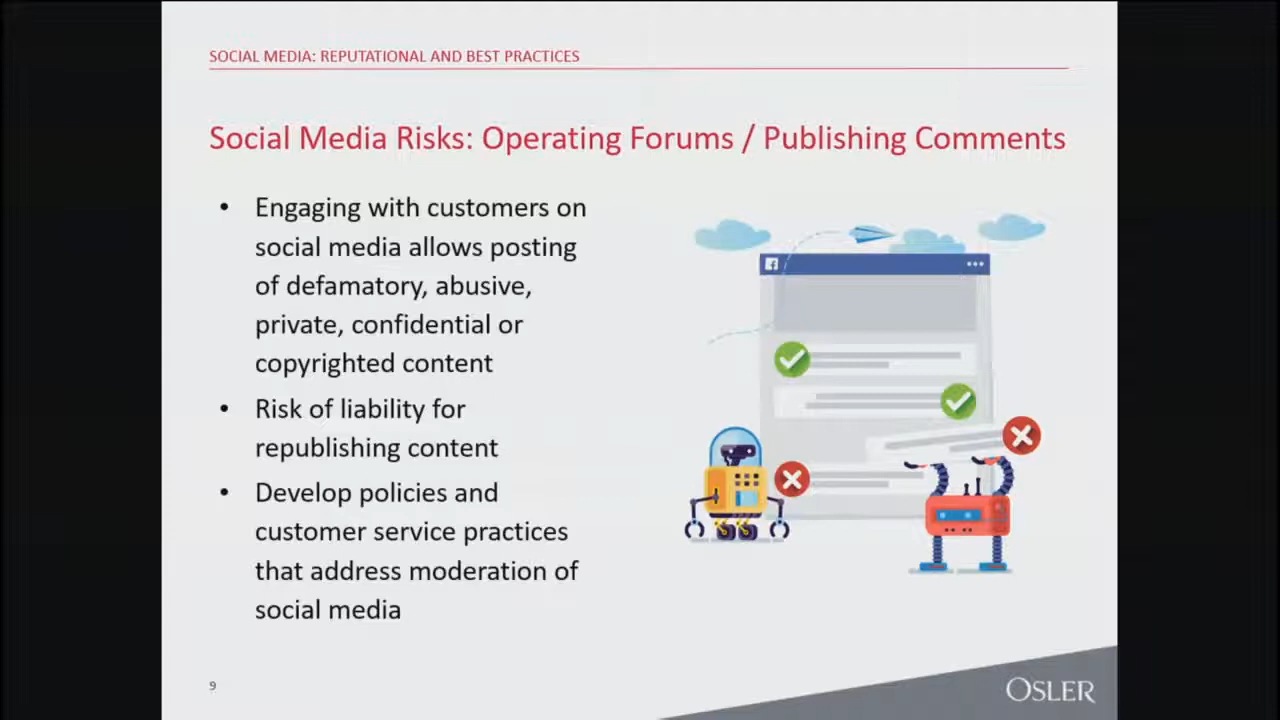 SOCIAL MEDIA: REPUTATIONAL AND BEST PRACTICES
Social Media Risks: Operating Forums / Publishing Comments
• Engaging with customers on
social media allows posting
of defamatory, abusive,
private, confidential or
copyrighted content
• Risk of liability for
republishing content
• Develop policies and
customer service practices
that address moderation of
social media
9
OSLER